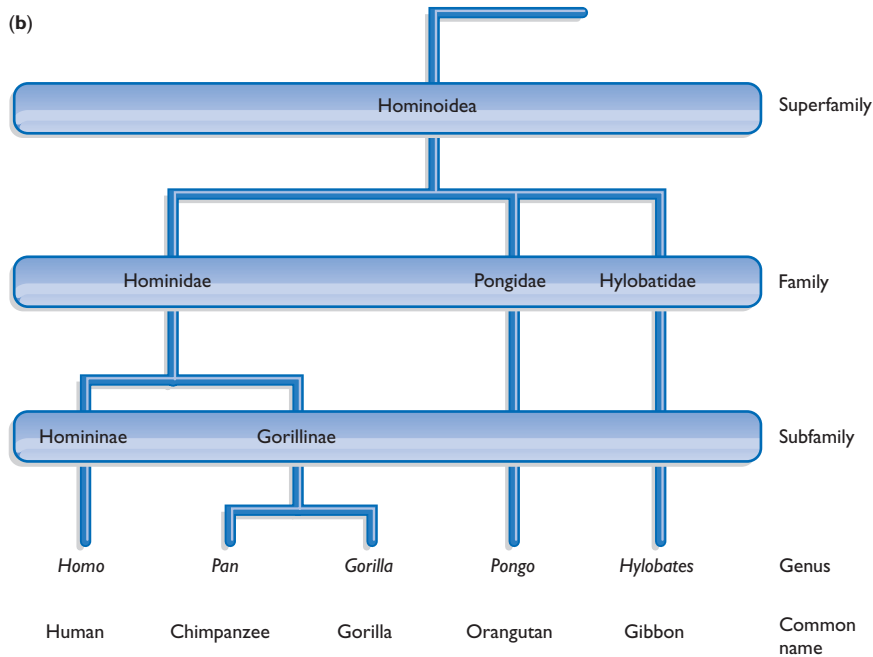 (b)
Hominoidea Superfamily
Hominidae Pongidae Hylobatidae Family
Homininae Gorillinae Subfamily
Homo Pan Gorilla Pongo Hylobates Genus
Human Chimpanzee Gorilla Orangutan Gibbon Common
name